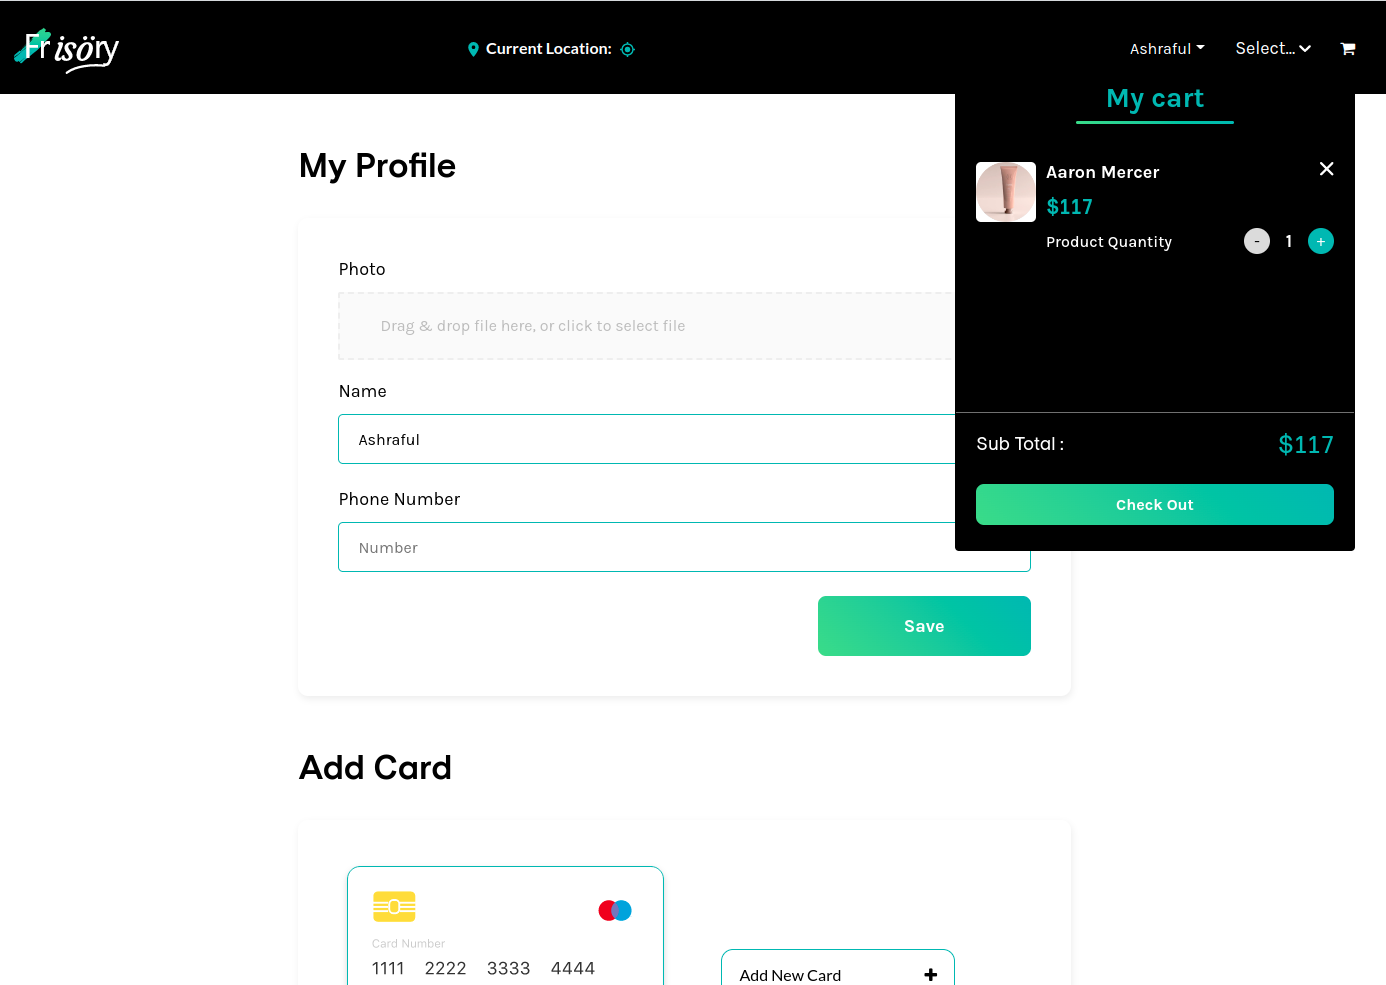 Frisöry
Current Location:
Ashraful
Select...
My cart
Aaron Mercer
$117
Product Quantity
- 1 +
Sub Total :
$117
Check Out
My Profile
Photo
Drag & drop file here, or click to select file
Name
Ashraful
Phone Number
Number
Save
Add Card
Card Number
1111 2222 3333 4444
Add New Card